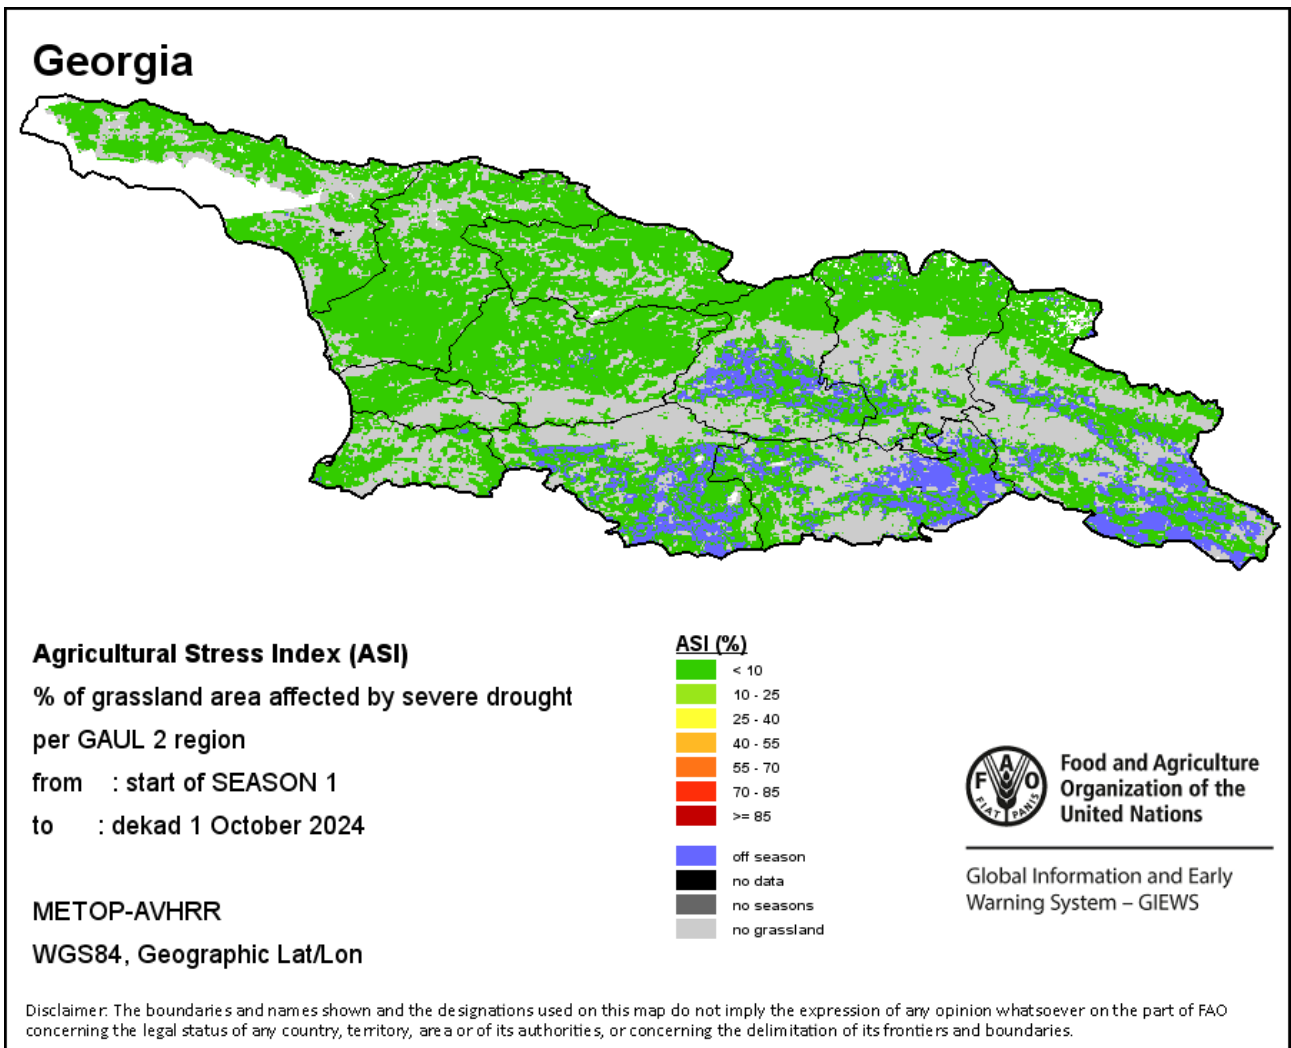 Georgia
Agricultural Stress Index (ASI)
% of grassland area affected by severe drought
per GAUL 2 region
from : start of SEASON 1
to : dekad 1 October 2024
METOP-AVHRR
WGS84, Geographic Lat/Lon
ASI (%)
< 10
10 - 25
25 - 40
40 - 55
55 - 70
70 - 85
>= 85
off season
no data
no seasons
no grassland
F A O
FIAT PANIS
Food and Agriculture
Organization of the
United Nations
Global Information and Early
Warning System – GIEWS
Disclaimer: The boundaries and names shown and the designations used on this map do not imply the expression of any opinion whatsoever on the part of FAO
concerning the legal status of any country, territory, area or of its authorities, or concerning the delimitation of its frontiers and boundaries.